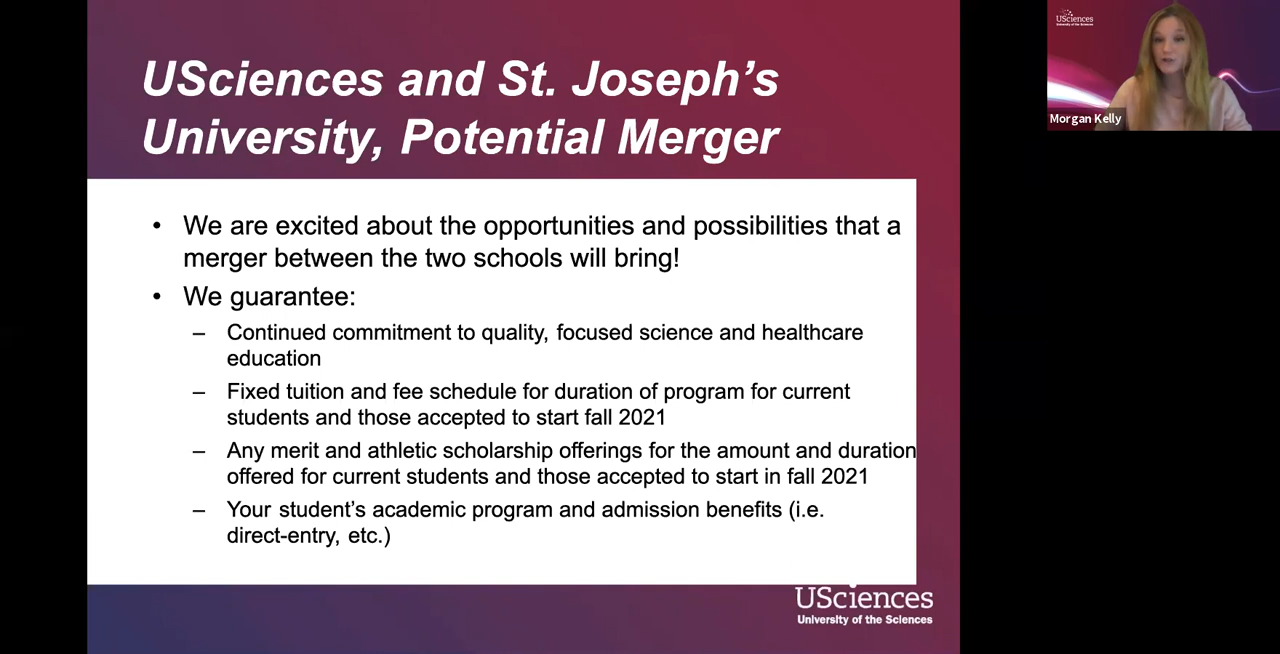 USciences and St. Joseph's
University, Potential Merger
• We are excited about the opportunities and possibilities that a
merger between the two schools will bring!
• We guarantee:
– Continued commitment to quality, focused science and healthcare
education
– Fixed tuition and fee schedule for duration of program for current
students and those accepted to start fall 2021
– Any merit and athletic scholarship offerings for the amount and duration
offered for current students and those accepted to start in fall 2021
– Your student's academic program and admission benefits (i.e.
direct-entry, etc.)
USciences
University of the Sciences
USciences
University of the Sciences
Morgan Kelly